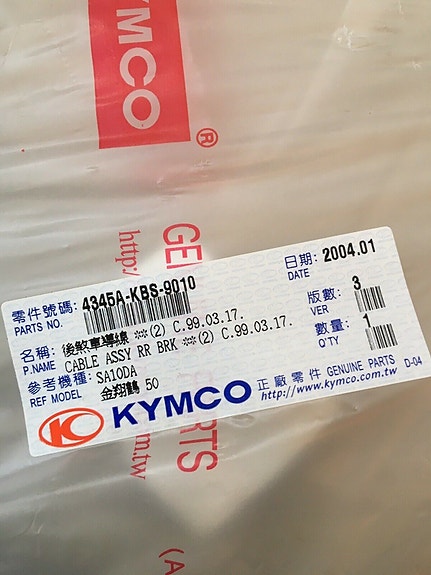 YMCO
®
GE
http:/
零件號碼: 4345A-KBS-9010
PARTS NO.
日期: 2004.01
DATE
名稱: 後煞車導線 **(2) C.99.03.17.
P.NAME CABLE ASSY RR BRK **(2) C.99.03.17.
版數: 3
VER
數量: 1
Q'TY
參考機種: SA10DA
REF MODEL 金翔鶴 50
KYMCO 正廠零件 GENUINE PARTS D-04
http://www.kymco.com.tw
RTS
m.tw
(A